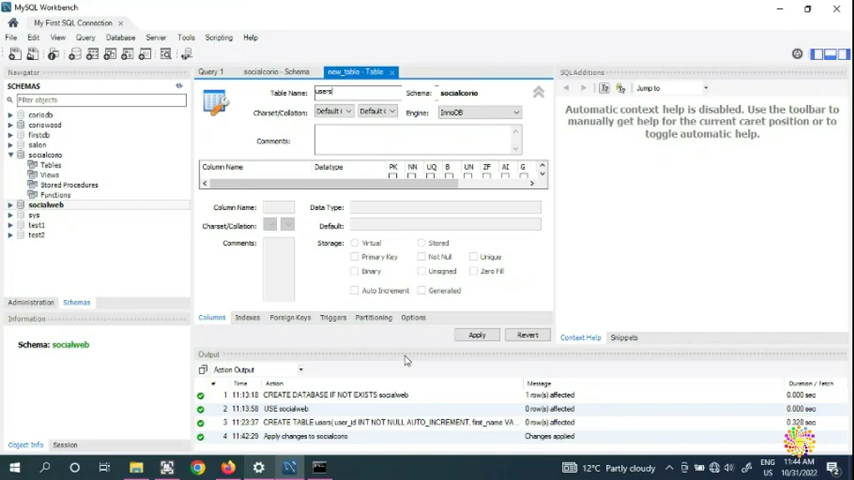 MySQL Workbench
My First SQL Connection ×
File Edit View Query Database Server Tools Scripting Help
Navigator
SCHEMAS
Filter objects
coriodb
coriowood
firstdb
salon
socialcorio
Tables
Views
Stored Procedures
Functions
socialweb
sys
test1
test2
Administration Schemas
Information
Schema: socialweb
Object Info Session
Query 1 socialcorio - Schema new_table - Table ×
Table Name: users Schema: socialcorio
Charset/Collation: Default Default Engine: InnoDB
Comments:
Column Name Datatype PK NN UQ B UN ZF AI G
Column Name: Data Type:
Charset/Collation: Default:
Comments: Storage: Virtual Stored
Primary Key Not Null Unique
Binary Unsigned Zero Fill
Auto Increment Generated
Columns Indexes Foreign Keys Triggers Partitioning Options
Apply Revert
SQLAdditions
Jump to
Automatic context help is disabled. Use the toolbar to
manually get help for the current caret position or to
toggle automatic help.
Context Help Snippets
Output
Action Output
# Time Action Message Duration / Fetch
1 11:13:18 CREATE DATABASE IF NOT EXISTS socialweb 1 row(s) affected 0.000 sec
2 11:13:58 USE socialweb 0 row(s) affected 0.000 sec
3 11:23:37 CREATE TABLE users( user_id INT NOT NULL AUTO_INCREMENT, first_name VA... 0 row(s) affected 0.328 sec
4 11:42:29 Apply changes to socialcorio Changes applied
12°C Partly cloudy ENG US 11:44 AM 10/31/2022 2